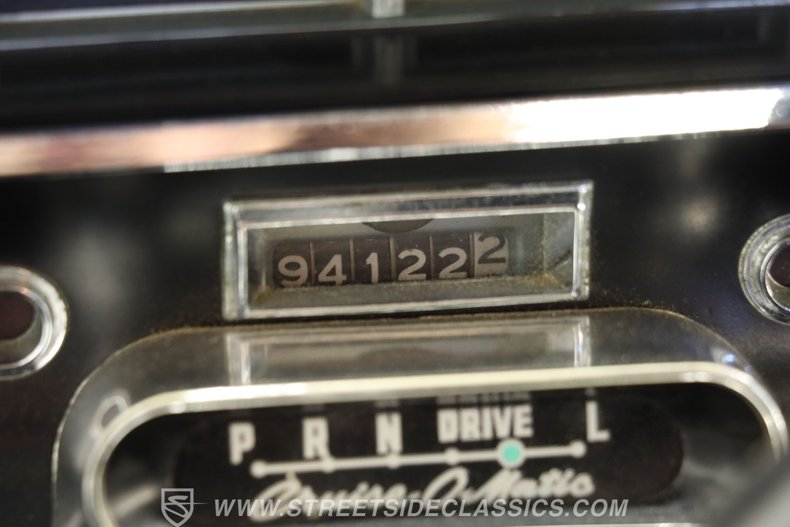 941222
P R N DRIVE L
Cruise-O-Matic
WWW.STREETSIDECLASSICS.COM